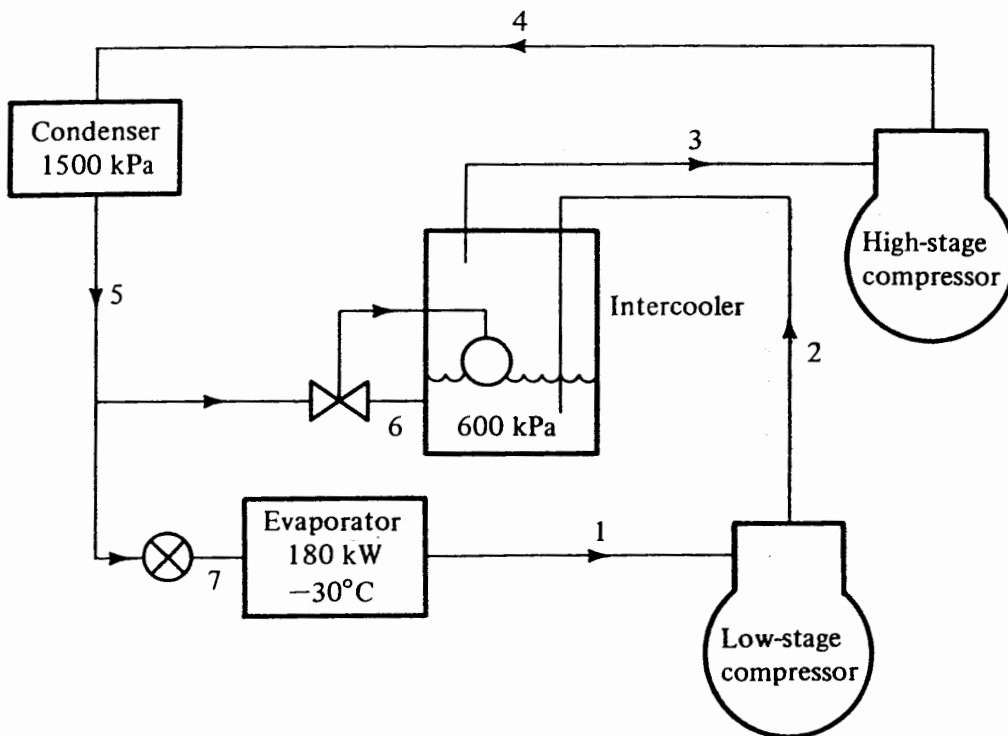 4
Condenser
1500 kPa
3
High-stage
compressor
5
Intercooler
2
6
600 kPa
Evaporator
180 kW
−30°C
1
7
Low-stage
compressor